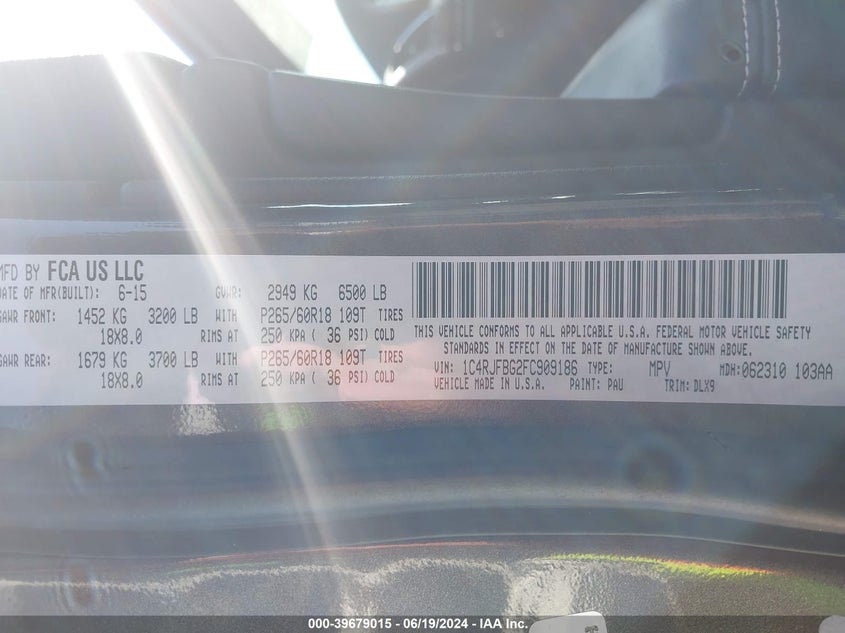 MFD BY FCA US LLC
DATE OF MFR(BUILT): 6-15 GVWR: 2949 KG 6500 LB
GAWR FRONT: 1452 KG 3200 LB WITH P265/60R18 109T TIRES
18X8.0 RIMS AT 250 KPA ( 36 PSI) COLD
GAWR REAR: 1679 KG 3700 LB WITH P265/60R18 109T TIRES
18X8.0 RIMS AT 250 KPA ( 36 PSI) COLD
THIS VEHICLE CONFORMS TO ALL APPLICABLE U.S.A. FEDERAL MOTOR VEHICLE SAFETY
STANDARDS IN EFFECT ON THE DATE OF MANUFACTURE SHOWN ABOVE.
VIN: 1C4RJFBG2FC909186 TYPE: MPV MDH: 062310 103AA
VEHICLE MADE IN U.S.A. PAINT: PAU TRIM: DLX9
000-39679015 / 06/19/2024 - IAA Inc.